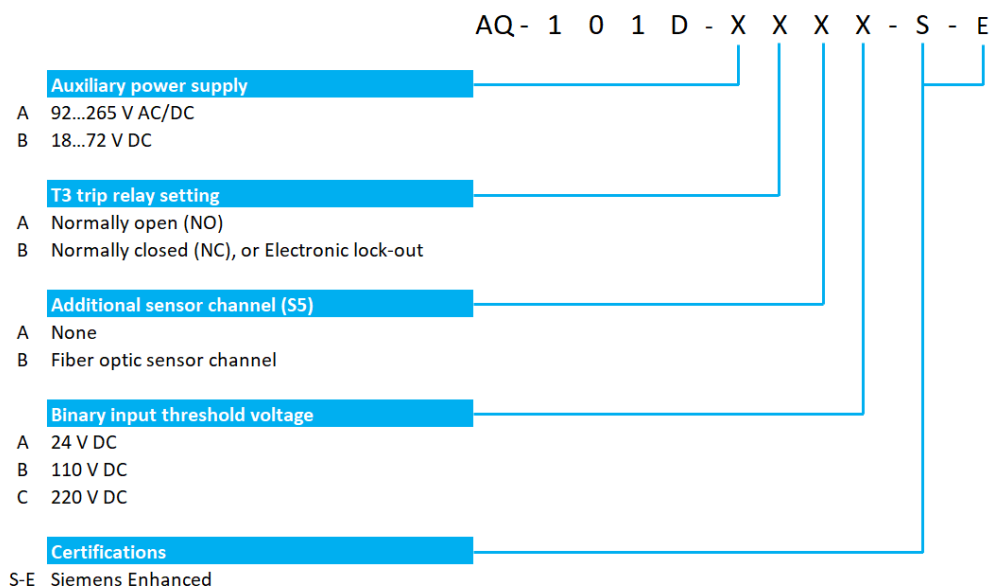 AQ - 1 0 1 D - X X X X - S - E
Auxiliary power supply
A 92...265 V AC/DC
B 18...72 V DC
T3 trip relay setting
A Normally open (NO)
B Normally closed (NC), or Electronic lock-out
Additional sensor channel (S5)
A None
B Fiber optic sensor channel
Binary input threshold voltage
A 24 V DC
B 110 V DC
C 220 V DC
Certifications
S-E Siemens Enhanced